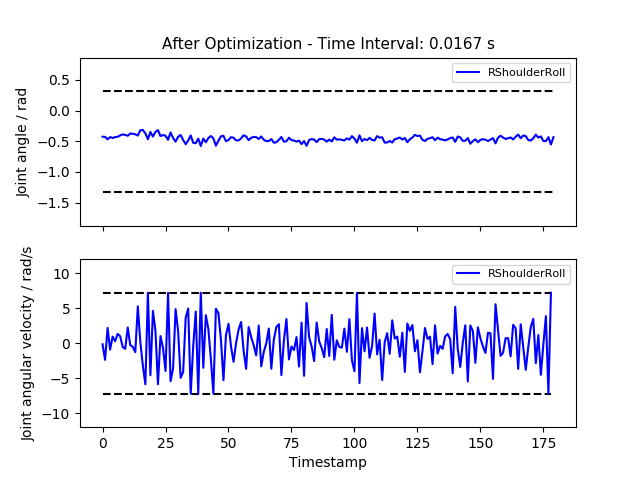 After Optimization - Time Interval: 0.0167 s
RShoulderRoll
Joint angle / rad
0.5
0.0
−0.5
−1.0
−1.5
RShoulderRoll
Joint angular velocity / rad/s
10
5
0
−5
−10
0 25 50 75 100 125 150 175
Timestamp